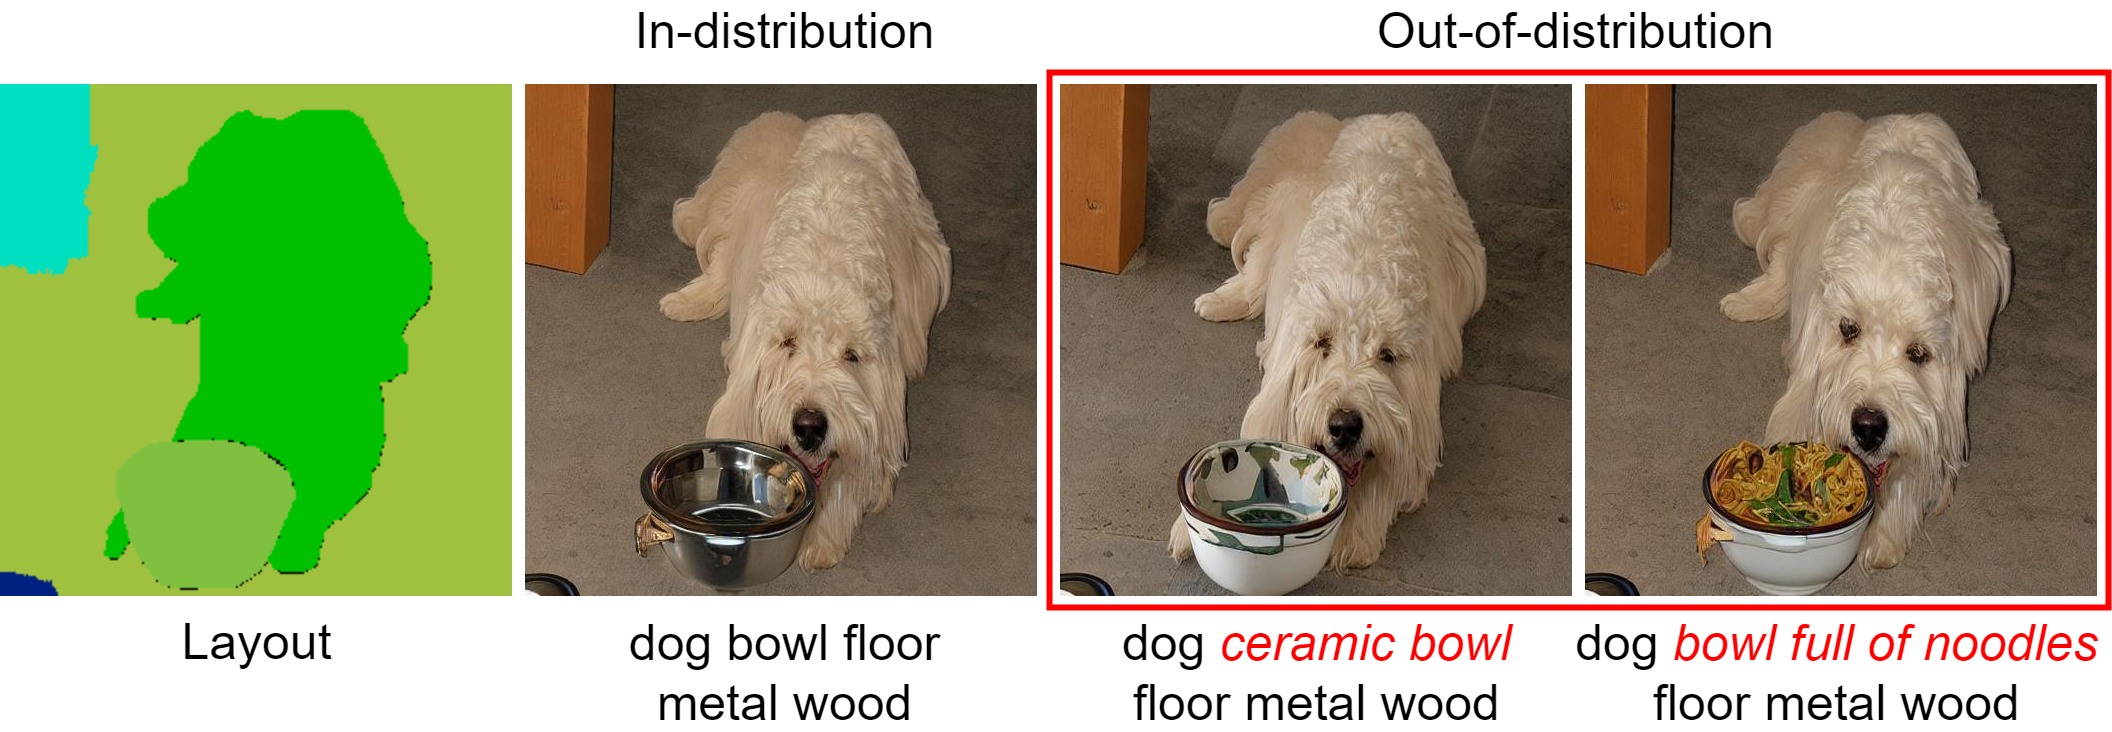 In-distribution
Out-of-distribution
Layout
dog bowl floor
metal wood
dog ceramic bowl
floor metal wood
dog bowl full of noodles
floor metal wood